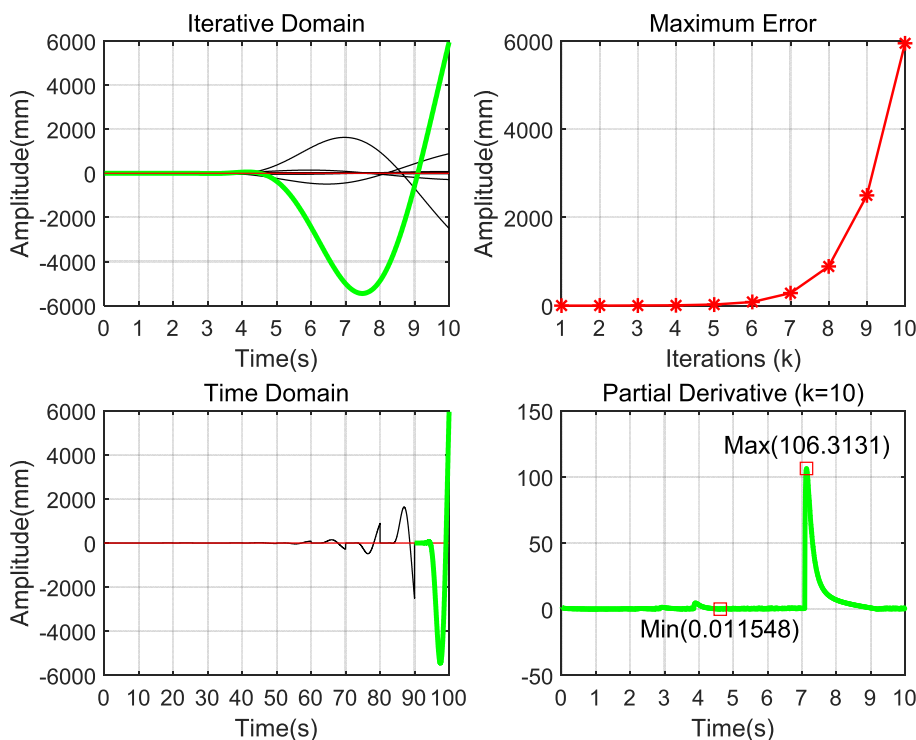 Iterative Domain
Amplitude(mm)
6000
4000
2000
0
-2000
-4000
-6000
0 1 2 3 4 5 6 7 8 9 10
Time(s)
Maximum Error
Amplitude(mm)
6000
4000
2000
0
1 2 3 4 5 6 7 8 9 10
Iterations (k)
Time Domain
Amplitude(mm)
6000
4000
2000
0
-2000
-4000
-6000
0 10 20 30 40 50 60 70 80 90 100
Time(s)
Partial Derivative (k=10)
150
100
50
0
-50
Max(106.3131)
Min(0.011548)
0 1 2 3 4 5 6 7 8 9 10
Time(s)